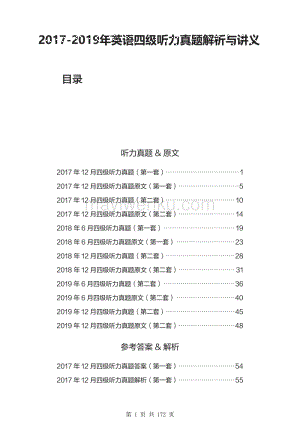 2017-2019年英语四级听力真题解析与讲义
目录
听力真题 & 原文
2017 年 12 月四级听力真题（第一套） 1
2017 年 12 月四级听力真题原文（第一套） 5
2017 年 12 月四级听力真题（第二套） 10
2017 年 12 月四级听力真题原文（第二套） 14
2018 年 6 月四级听力真题（第一套） 19
2018 年 6 月四级听力真题原文（第一套） 23
2018 年 12 月四级听力真题（第二套） 28
2018 年 12 月四级听力真题原文（第二套） 31
2019 年 6 月四级听力真题（第二套） 36
2019 年 6 月四级听力真题原文（第二套） 40
2019 年 12 月四级听力真题（第二套） 45
2019 年 12 月四级听力真题原文（第二套） 48
参考答案 & 解析
2017 年 12 月四级听力真题答案（第一套） 54
2017 年 12 月四级听力真题解析（第一套） 55
第 1 页 共 172 页